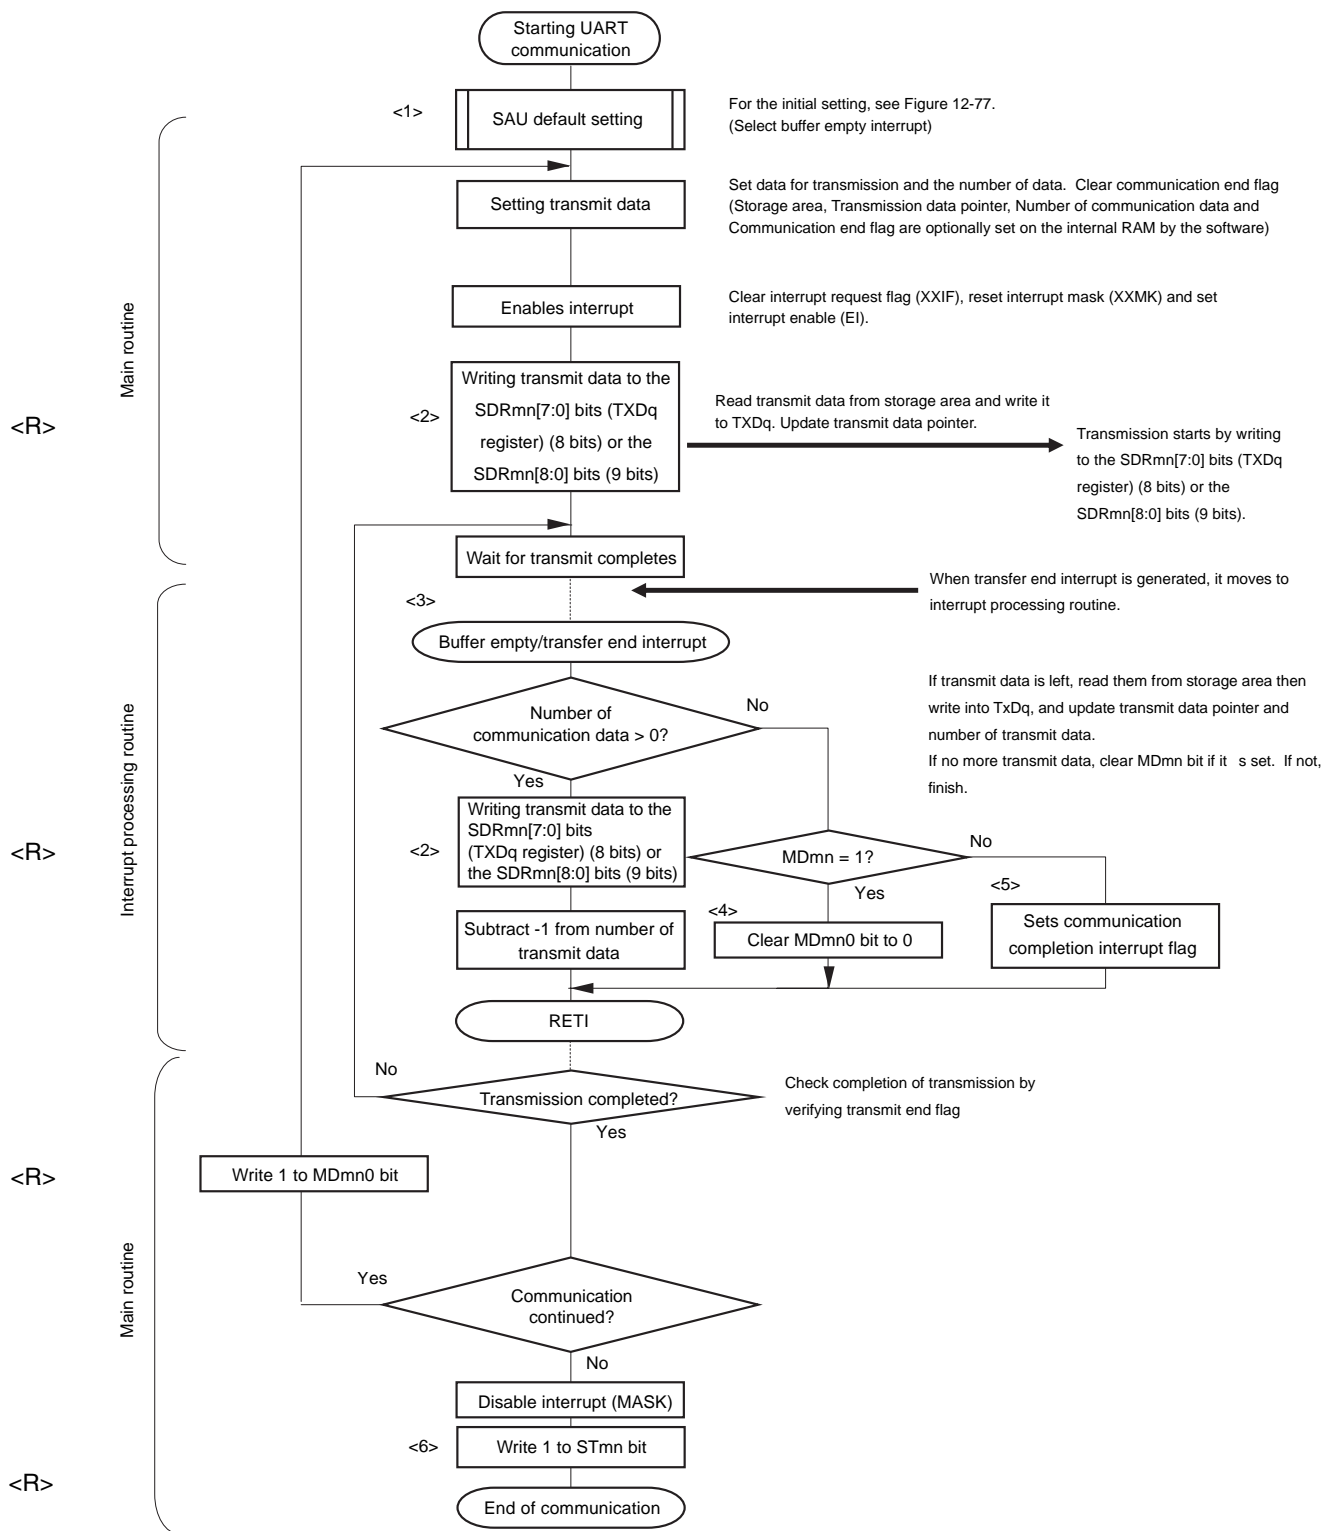 Starting UART
communication
<1>
SAU default setting
For the initial setting, see Figure 12-77.
(Select buffer empty interrupt)
Setting transmit data
Set data for transmission and the number of data.  Clear communication end flag
(Storage area, Transmission data pointer, Number of communication data and
Communication end flag are optionally set on the internal RAM by the software)
Enables interrupt
Clear interrupt request flag (XXIF), reset interrupt mask (XXMK) and set
interrupt enable (EI).
Main routine
<R>
<2>
Writing transmit data to the
SDRmn[7:0] bits (TXDq
register) (8 bits) or the
SDRmn[8:0] bits (9 bits)
Read transmit data from storage area and write it
to TXDq. Update transmit data pointer.
Transmission starts by writing
to the SDRmn[7:0] bits (TXDq
register) (8 bits) or the
SDRmn[8:0] bits (9 bits).
Wait for transmit completes
When transfer end interrupt is generated, it moves to
interrupt processing routine.
<3>
Buffer empty/transfer end interrupt
If transmit data is left, read them from storage area then
write into TxDq, and update transmit data pointer and
number of transmit data.
If no more transmit data, clear MDmn bit if it  s set.  If not,
finish.
Number of
communication data > 0?
No
Yes
Interrupt processing routine
<R>
<2>
Writing transmit data to the
SDRmn[7:0] bits
(TXDq register) (8 bits) or
the SDRmn[8:0] bits (9 bits)
MDmn = 1?
No
Yes
<4>
Clear MDmn0 bit to 0
<5>
Sets communication
completion interrupt flag
Subtract -1 from number of
transmit data
RETI
No
Transmission completed?
Yes
Check completion of transmission by
verifying transmit end flag
<R>
Write 1 to MDmn0 bit
Main routine
Yes
Communication
continued?
No
Disable interrupt (MASK)
<6>
Write 1 to STmn bit
<R>
End of communication